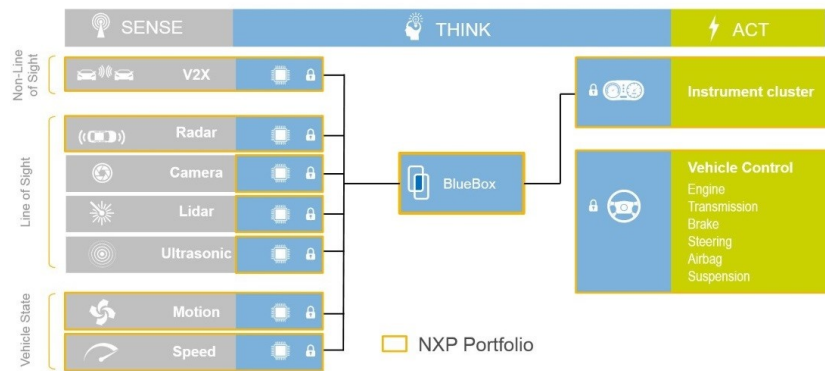 SENSE
THINK
ACT
Non-Line
of Sight
V2X
Line of Sight
Radar
Camera
Lidar
Ultrasonic
Vehicle State
Motion
Speed
BlueBox
Instrument cluster
Vehicle Control
Engine
Transmission
Brake
Steering
Airbag
Suspension
NXP Portfolio